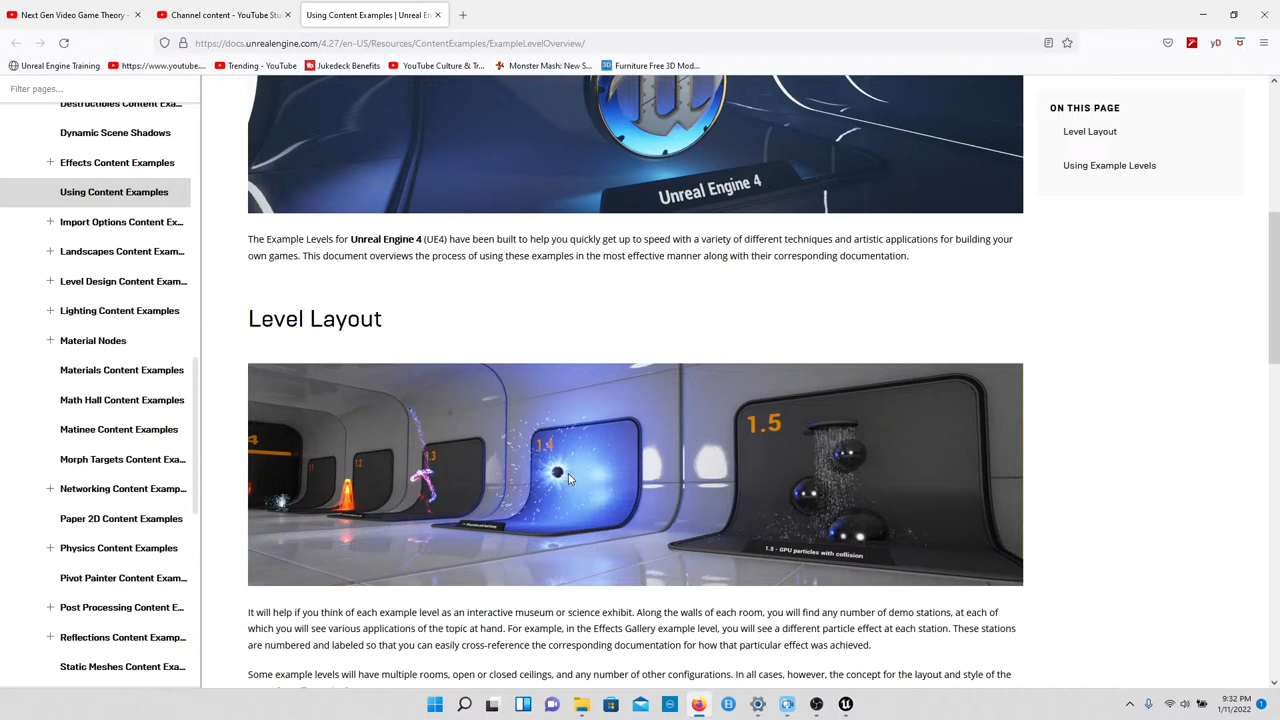 Next Gen Video Game Theory -
Channel content - YouTube Stu
Using Content Examples | Unreal En
https://docs.unrealengine.com/4.27/en-US/Resources/ContentExamples/ExampleLevelOverview/
Unreal Engine Training
https://www.youtube....
Trending - YouTube
Jukedeck Benefits
YouTube Culture & Tr...
Monster Mash: New S...
Furniture Free 3D Mod...
Filter pages...
Destructibles Content Exa...
Dynamic Scene Shadows
Effects Content Examples
Using Content Examples
Import Options Content Ex...
Landscapes Content Exam...
Level Design Content Exam...
Lighting Content Examples
Material Nodes
Materials Content Examples
Math Hall Content Examples
Matinee Content Examples
Morph Targets Content Exa...
Networking Content Examp...
Paper 2D Content Examples
Physics Content Examples
Pivot Painter Content Exam...
Post Processing Content E...
Reflections Content Examp...
Static Meshes Content Exa...
Unreal Engine 4
The Example Levels for Unreal Engine 4 (UE4) have been built to help you quickly get up to speed with a variety of different techniques and artistic applications for building your
own games. This document overviews the process of using these examples in the most effective manner along with their corresponding documentation.
Level Layout
1.1
1.2
1.3
1.4
1.5
1.5 - GPU particles with collision
It will help if you think of each example level as an interactive museum or science exhibit. Along the walls of each room, you will find any number of demo stations, at each of
which you will see various applications of the topic at hand. For example, in the Effects Gallery example level, you will see a different particle effect at each station. These stations
are numbered and labeled so that you can easily cross-reference the corresponding documentation for how that particular effect was achieved.
Some example levels will have multiple rooms, open or closed ceilings, and any number of other configurations. In all cases, however, the concept for the layout and style of the
ON THIS PAGE
Level Layout
Using Example Levels
9:32 PM
1/11/2022